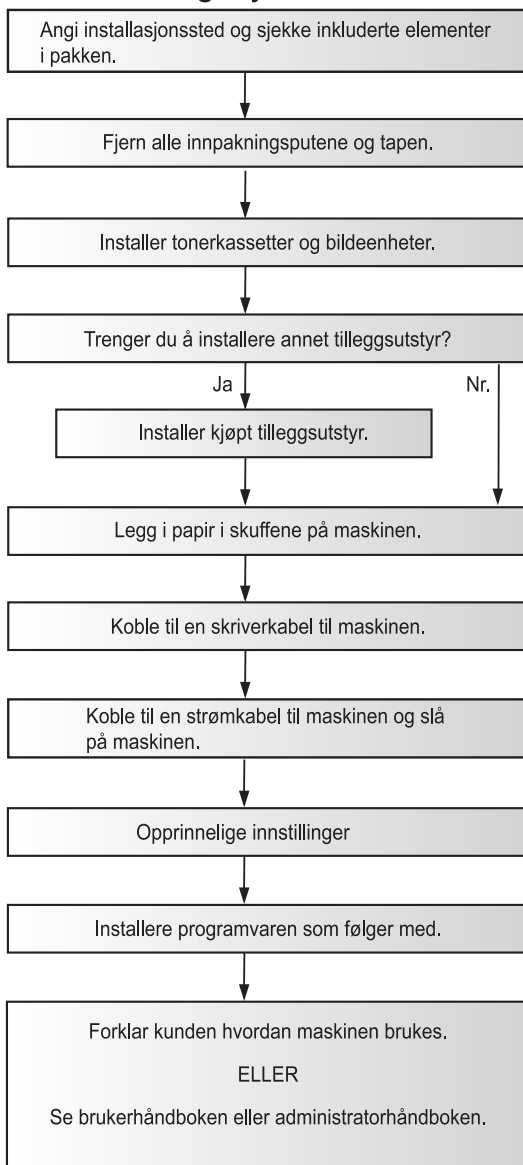 Angi installasjonssted og sjekke inkluderte elementer
i pakken.
Fjern alle innpakningsputene og tapen.
Installer tonerkassetter og bildeenheter.
Trenger du å installere annet tilleggsutstyr?
Ja
Nr.
Installer kjøpt tilleggsutstyr.
Legg i papir i skuffene på maskinen.
Koble til en skriverkabel til maskinen.
Koble til en strømkabel til maskinen og slå
på maskinen.
Opprinnelige innstillinger
Installere programvaren som følger med.
Forklar kunden hvordan maskinen brukes.
ELLER
Se brukerhåndboken eller administratorhåndboken.